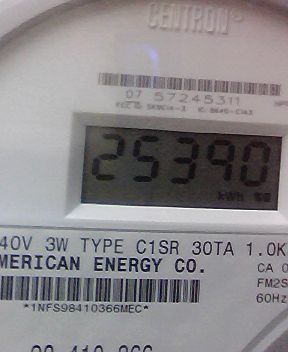 CENTRON®
07 57245311
25390
kWh
40V 3W TYPE C1SR 30TA 1.0K
MERICAN ENERGY CO.
CA 0
FM2S
60Hz
*1NFS98410366MEC*